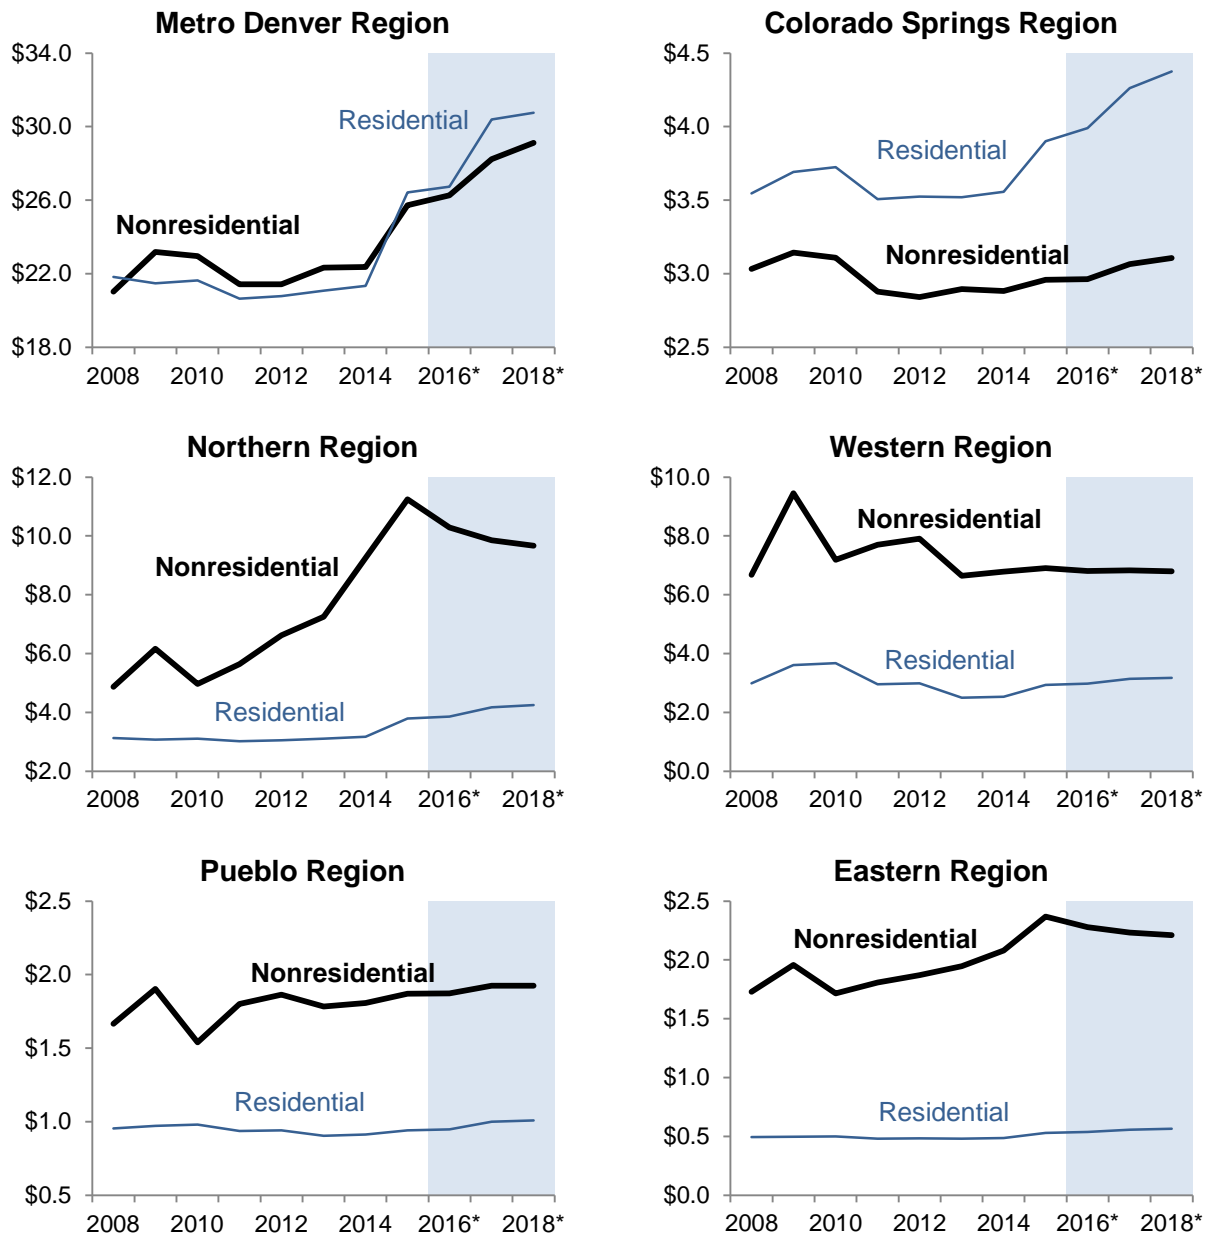 Metro Denver Region
$34.0
$30.0
$26.0
$22.0
$18.0
Residential
Nonresidential
2008 2010 2012 2014 2016* 2018*
Colorado Springs Region
$4.5
$4.0
$3.5
$3.0
$2.5
Residential
Nonresidential
2008 2010 2012 2014 2016* 2018*
Northern Region
$12.0
$10.0
$8.0
$6.0
$4.0
$2.0
Nonresidential
Residential
2008 2010 2012 2014 2016* 2018*
Western Region
$10.0
$8.0
$6.0
$4.0
$2.0
$0.0
Nonresidential
Residential
2008 2010 2012 2014 2016* 2018*
Pueblo Region
$2.5
$2.0
$1.5
$1.0
$0.5
Nonresidential
Residential
2008 2010 2012 2014 2016* 2018*
Eastern Region
$2.5
$2.0
$1.5
$1.0
$0.5
$0.0
Nonresidential
Residential
2008 2010 2012 2014 2016* 2018*